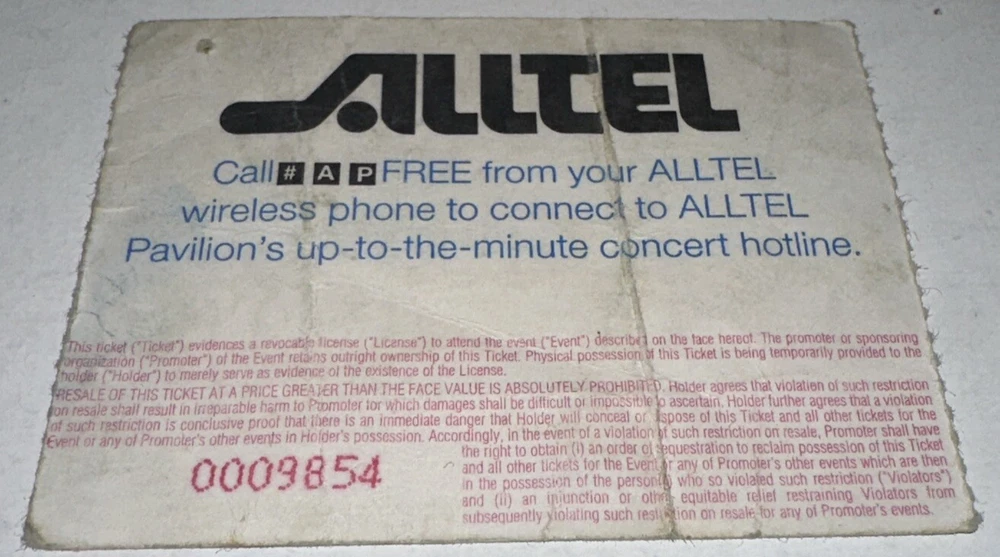 ALLTEL
Call # A P FREE from your ALLTEL
wireless phone to connect to ALLTEL
Pavilion's up-to-the-minute concert hotline.
This ticket ("Ticket") evidences a revocable license ("License") to attend the event ("Event") describ on the face hereof. The promoter or sponsoring
organization ("Promoter") of the Event retains outright ownership of this Ticket. Physical possession of this Ticket is being temporarily provided to the
holder ("Holder") to merely serve as evidence of the existence of the License.
RESALE OF THIS TICKET AT A PRICE GREATER THAN THE FACE VALUE IS ABSOLUTELY PROHIBITED. Holder agrees that violation of such restriction
on resale shall result in irreparable harm to Promoter for which damages shall be difficult or impossible to ascertain. Holder further agrees that a violation
of such restriction is conclusive proof that there is an immediate danger that Holder will conceal or spose of this Ticket and all other tickets for the
Event or any of Promoter's other events in Holder's possession. Accordingly, in the event of a violation of such restriction on resale, Promoter shall have
the right to obtain (i) an order of sequestration to reclaim possession of this Ticket
and all other tickets for the Event or any of Promoter's other events which are then
in the possession of the person(s) who so violated such restriction ("Violators")
and (ii) an injunction or othe equitable relief restraining Violators from
subsequently violating such rest tion on resale for any of Promoter's events.
0009854